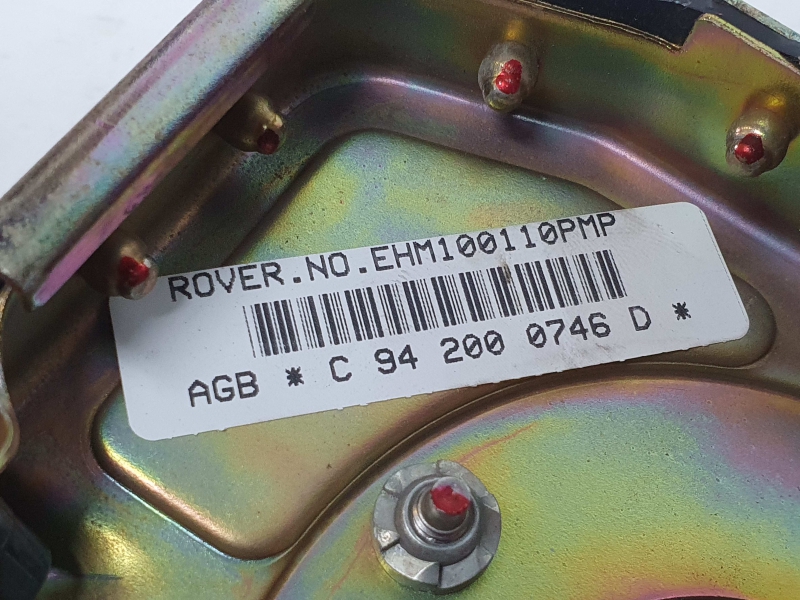 ROVER.NO.EHM100110PMP
AGB * C 94 200 0746 D *